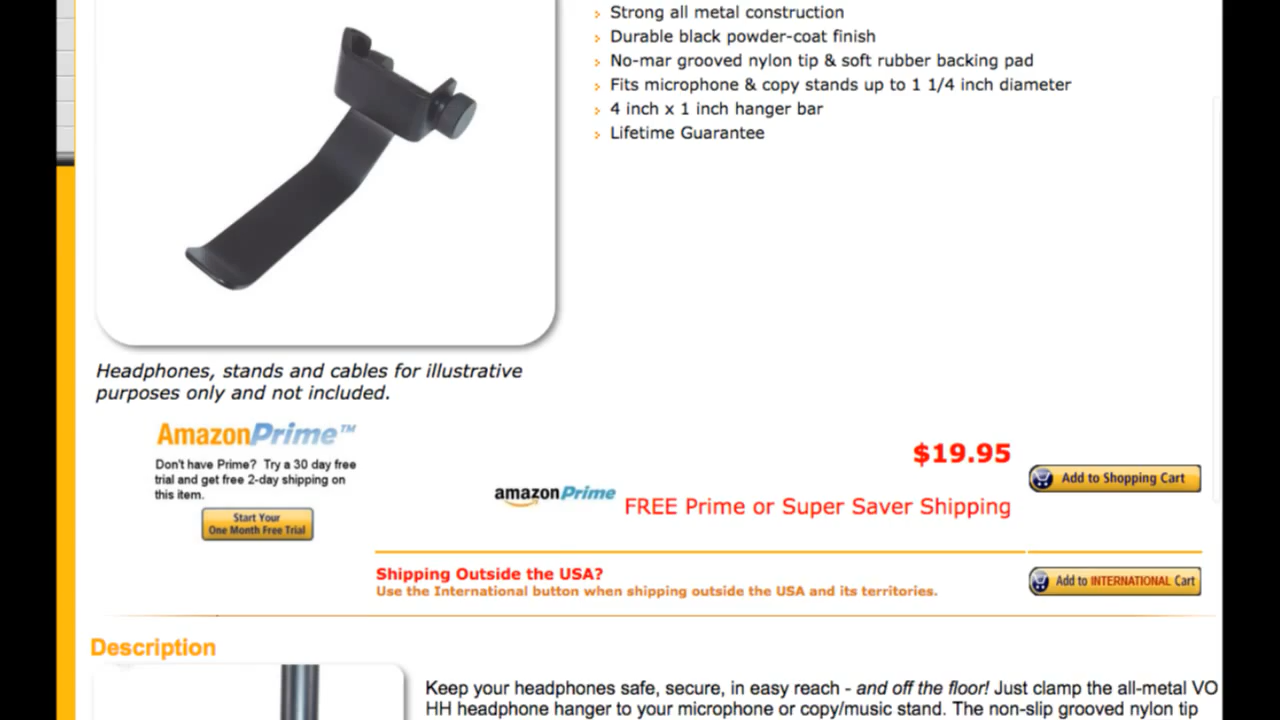 Strong all metal construction
Durable black powder-coat finish
No-mar grooved nylon tip & soft rubber backing pad
Fits microphone & copy stands up to 1 1/4 inch diameter
4 inch x 1 inch hanger bar
Lifetime Guarantee
Headphones, stands and cables for illustrative
purposes only and not included.
AmazonPrime™
Don't have Prime? Try a 30 day free
trial and get free 2-day shipping on
this item.
Start Your
One Month Free Trial
$19.95
amazonPrime
FREE Prime or Super Saver Shipping
Add to Shopping Cart
Shipping Outside the USA?
Use the International button when shipping outside the USA and its territories.
Add to INTERNATIONAL Cart
Description
Keep your headphones safe, secure, in easy reach - and off the floor! Just clamp the all-metal VO
HH headphone hanger to your microphone or copy/music stand. The non-slip grooved nylon tip